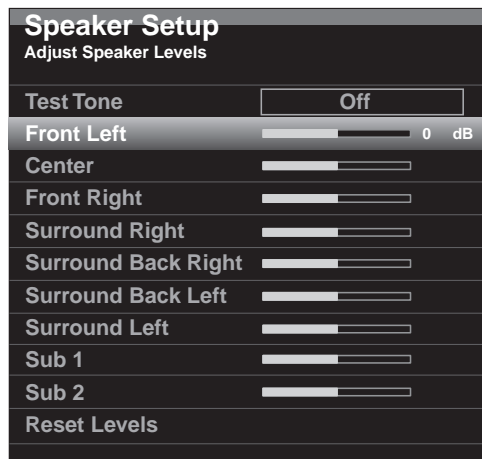 Speaker Setup
Adjust Speaker Levels
Test Tone Off
Front Left 0 dB
Center
Front Right
Surround Right
Surround Back Right
Surround Back Left
Surround Left
Sub 1
Sub 2
Reset Levels